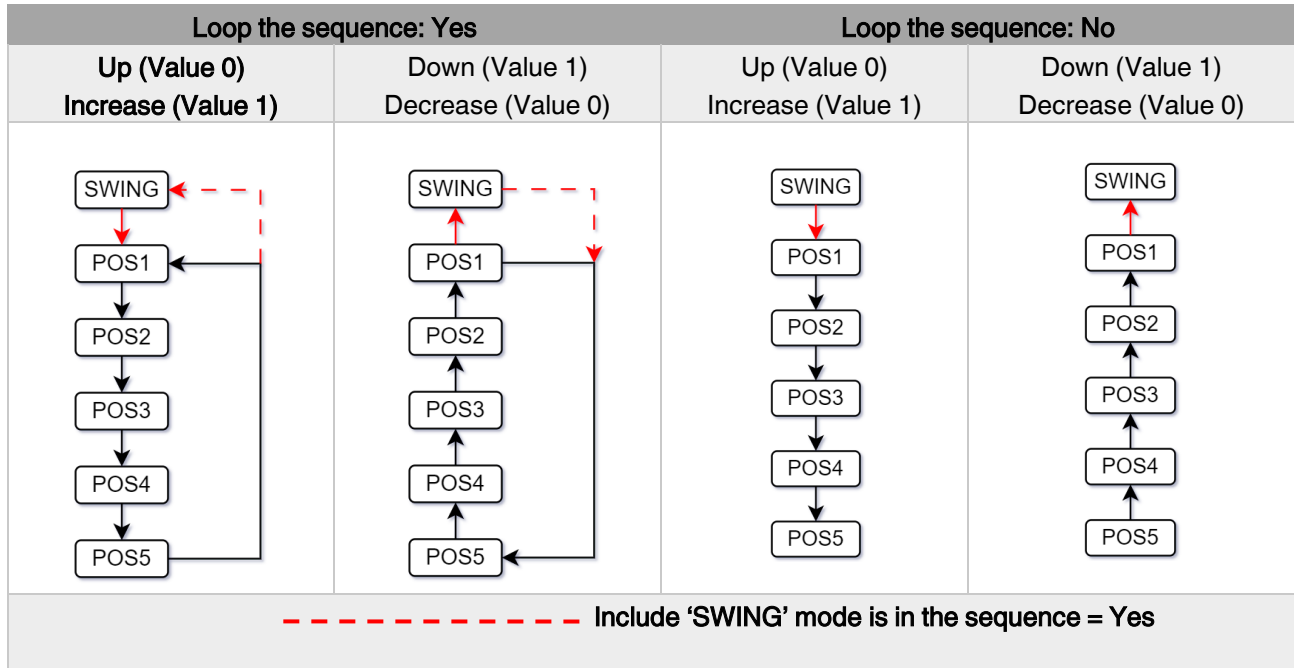 Loop the sequence: Yes
Loop the sequence: No
Up (Value 0)
Increase (Value 1)
Down (Value 1)
Decrease (Value 0)
Up (Value 0)
Increase (Value 1)
Down (Value 1)
Decrease (Value 0)
SWING
POS1
POS2
POS3
POS4
POS5
SWING
POS1
POS2
POS3
POS4
POS5
SWING
POS1
POS2
POS3
POS4
POS5
SWING
POS1
POS2
POS3
POS4
POS5
Include ‘SWING’ mode is in the sequence = Yes